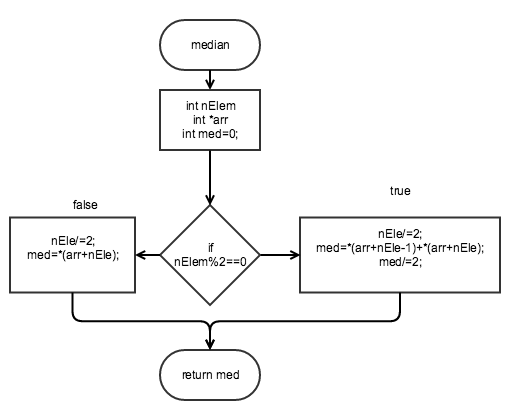 median
int nElem
int *arr
int med=0;
true
false
nEle/=2;
med=*(arr+nEle);
if
nElem%2==0
nEle/=2;
med=*(arr+nEle-1)+*(arr+nEle);
med/=2;
return med